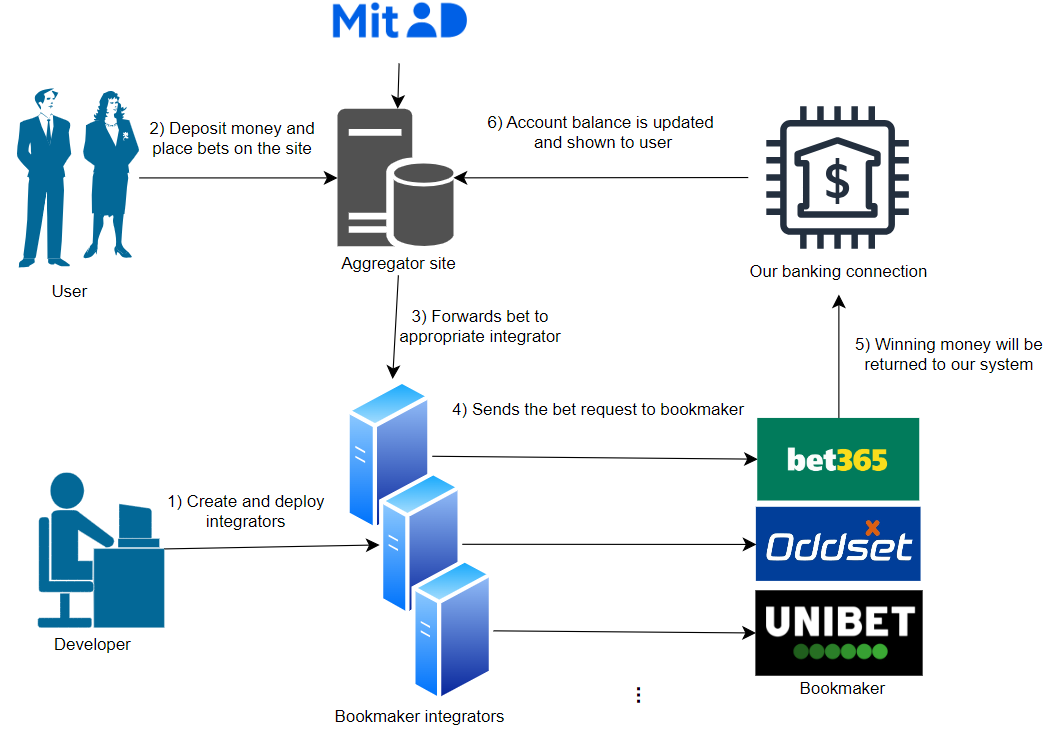 MitID
2) Deposit money and
place bets on the site
6) Account balance is updated
and shown to user
$
Aggregator site
Our banking connection
User
3) Forwards bet to
appropriate integrator
5) Winning money will be
returned to our system
4) Sends the bet request to bookmaker
bet365
1) Create and deploy
integrators
Oddset
UNIBET
Developer
Bookmaker
Bookmaker integrators